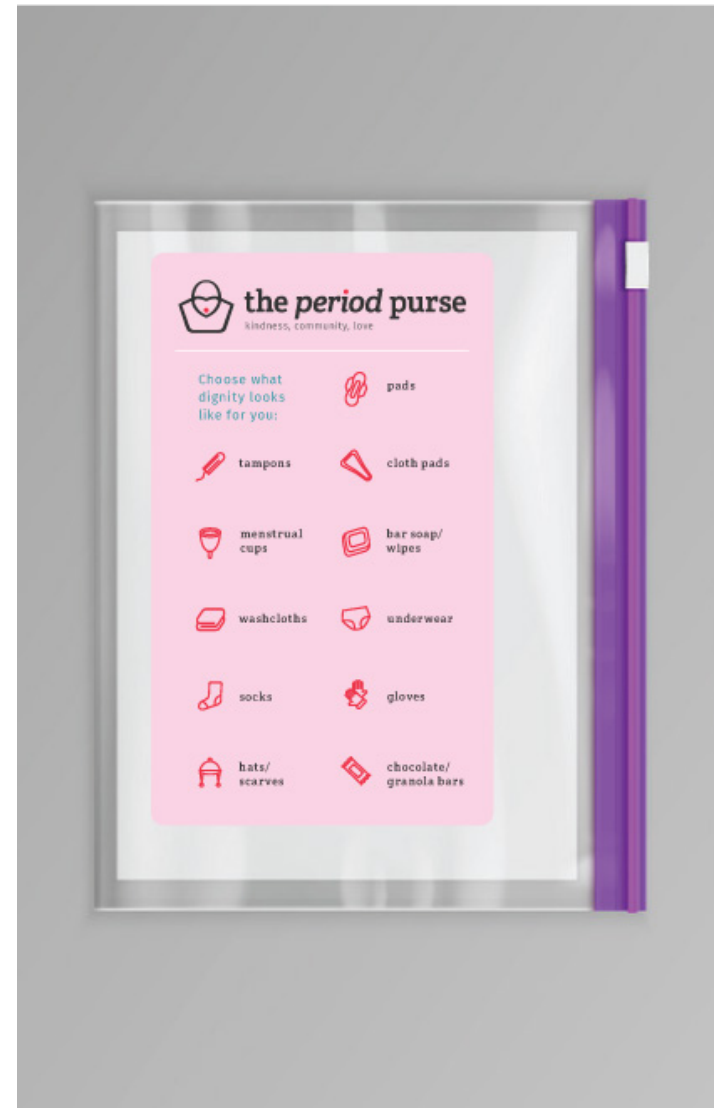 the period purse
kindness, community, love
Choose what
dignity looks
like for you:
pads
tampons
cloth pads
menstrual
cups
bar soap/
wipes
washcloths
underwear
socks
gloves
hats/
scarves
chocolate/
granola bars